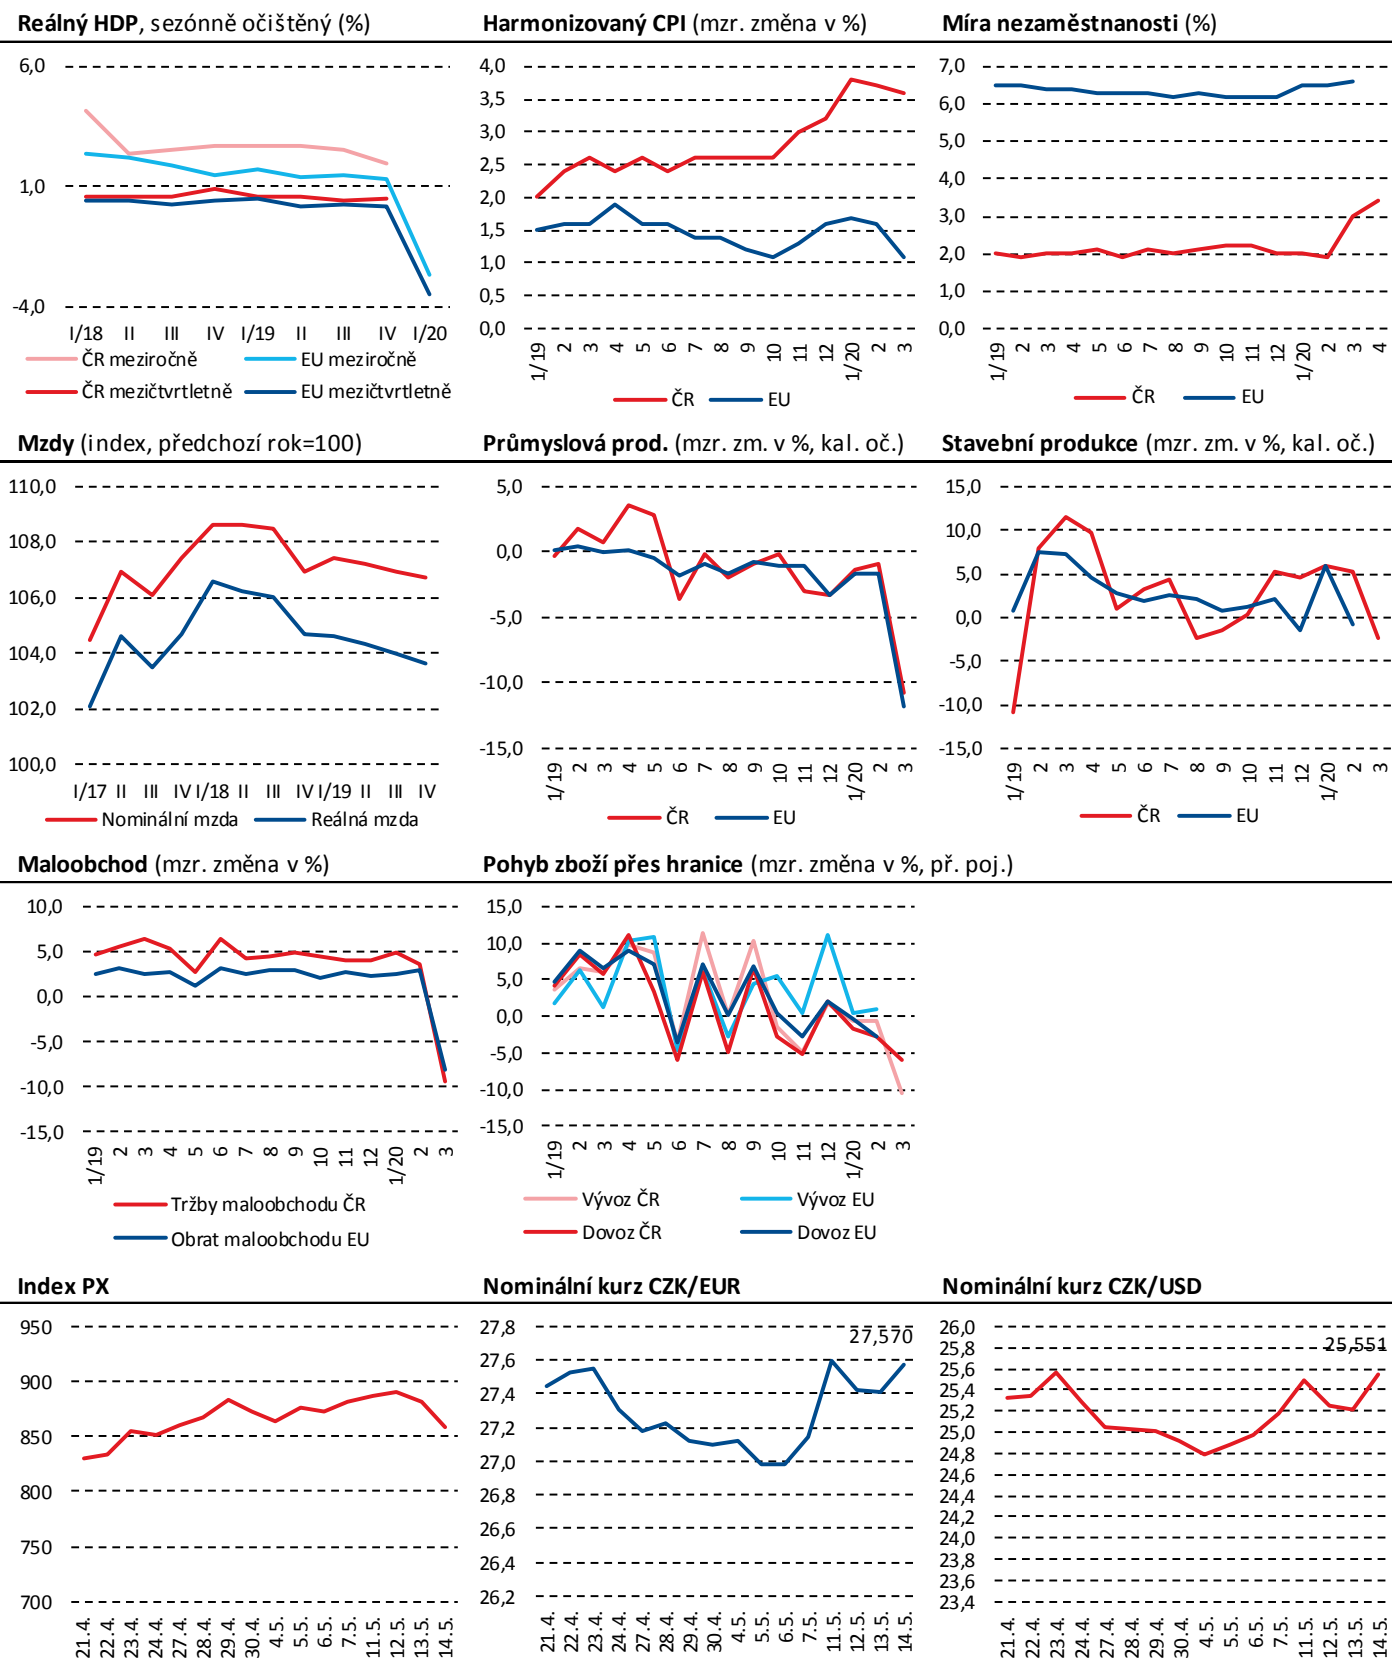 Reálný HDP, sezónně očištěný (%)
6,0
1,0
-4,0
I/18 II III IV I/19 II III IV I/20
ČR meziročně EU meziročně
ČR mezičtvrtletně EU mezičtvrtletně
Harmonizovaný CPI (mzr. změna v %)
4,0
3,5
3,0
2,5
2,0
1,5
1,0
0,5
0,0
1/19 2 3 4 5 6 7 8 9 10 11 12 1/20 2 3
ČR EU
Míra nezaměstnanosti (%)
7,0
6,0
5,0
4,0
3,0
2,0
1,0
0,0
1/19 2 3 4 5 6 7 8 9 10 11 12 1/20 2 3 4
ČR EU
Mzdy (index, předchozí rok=100)
110,0
108,0
106,0
104,0
102,0
100,0
I/17 II III IV I/18 II III IV I/19 II III IV
Nominální mzda Reálná mzda
Průmyslová prod. (mzr. zm. v %, kal. oč.)
5,0
0,0
-5,0
-10,0
-15,0
1/19 2 3 4 5 6 7 8 9 10 11 12 1/20 2 3
ČR EU
Stavební produkce (mzr. zm. v %, kal. oč.)
15,0
10,0
5,0
0,0
-5,0
-10,0
-15,0
1/19 2 3 4 5 6 7 8 9 10 11 12 1/20 2 3
ČR EU
Maloobchod (mzr. změna v %)
10,0
5,0
0,0
-5,0
-10,0
-15,0
1/19 2 3 4 5 6 7 8 9 10 11 12 1/20 2 3
Tržby maloobchodu ČR
Obrat maloobchodu EU
Pohyb zboží přes hranice (mzr. změna v %, př. poj.)
15,0
10,0
5,0
0,0
-5,0
-10,0
-15,0
1/19 2 3 4 5 6 7 8 9 10 11 12 1/20 2 3
Vývoz ČR Vývoz EU
Dovoz ČR Dovoz EU
Index PX
950
900
850
800
750
700
21.4. 22.4. 23.4. 24.4. 27.4. 28.4. 29.4. 30.4. 4.5. 5.5. 6.5. 7.5. 11.5. 12.5. 13.5. 14.5.
Nominální kurz CZK/EUR
27,8
27,6
27,4
27,2
27,0
26,8
26,6
26,4
26,2
27,570
21.4. 22.4. 23.4. 24.4. 27.4. 28.4. 29.4. 30.4. 4.5. 5.5. 6.5. 7.5. 11.5. 12.5. 13.5. 14.5.
Nominální kurz CZK/USD
26,0
25,8
25,6
25,4
25,2
25,0
24,8
24,6
24,4
24,2
24,0
23,8
23,6
23,4
25,551
21.4. 22.4. 23.4. 24.4. 27.4. 28.4. 29.4. 30.4. 4.5. 5.5. 6.5. 7.5. 11.5. 12.5. 13.5. 14.5.